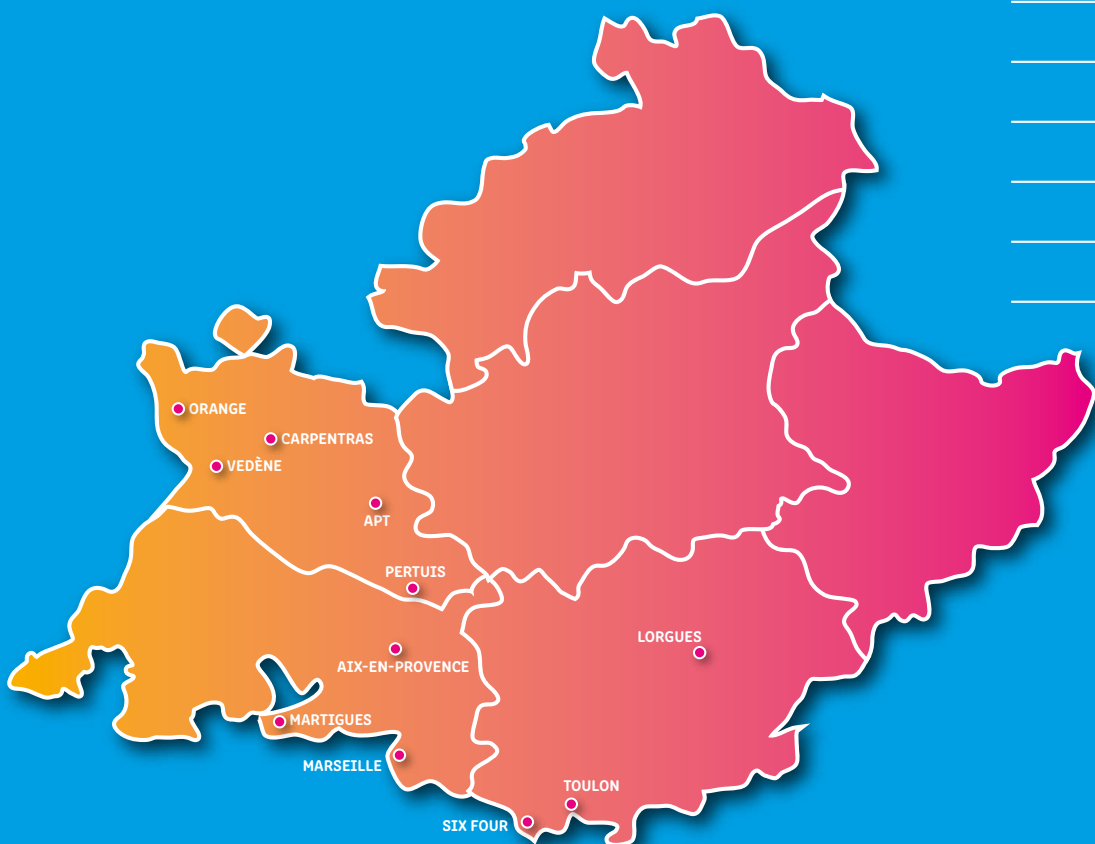 ORANGE
CARPENTRAS
VEDÈNE
APT
PERTUIS
LORGUES
AIX-EN-PROVENCE
MARTIGUES
MARSEILLE
TOULON
SIX FOUR